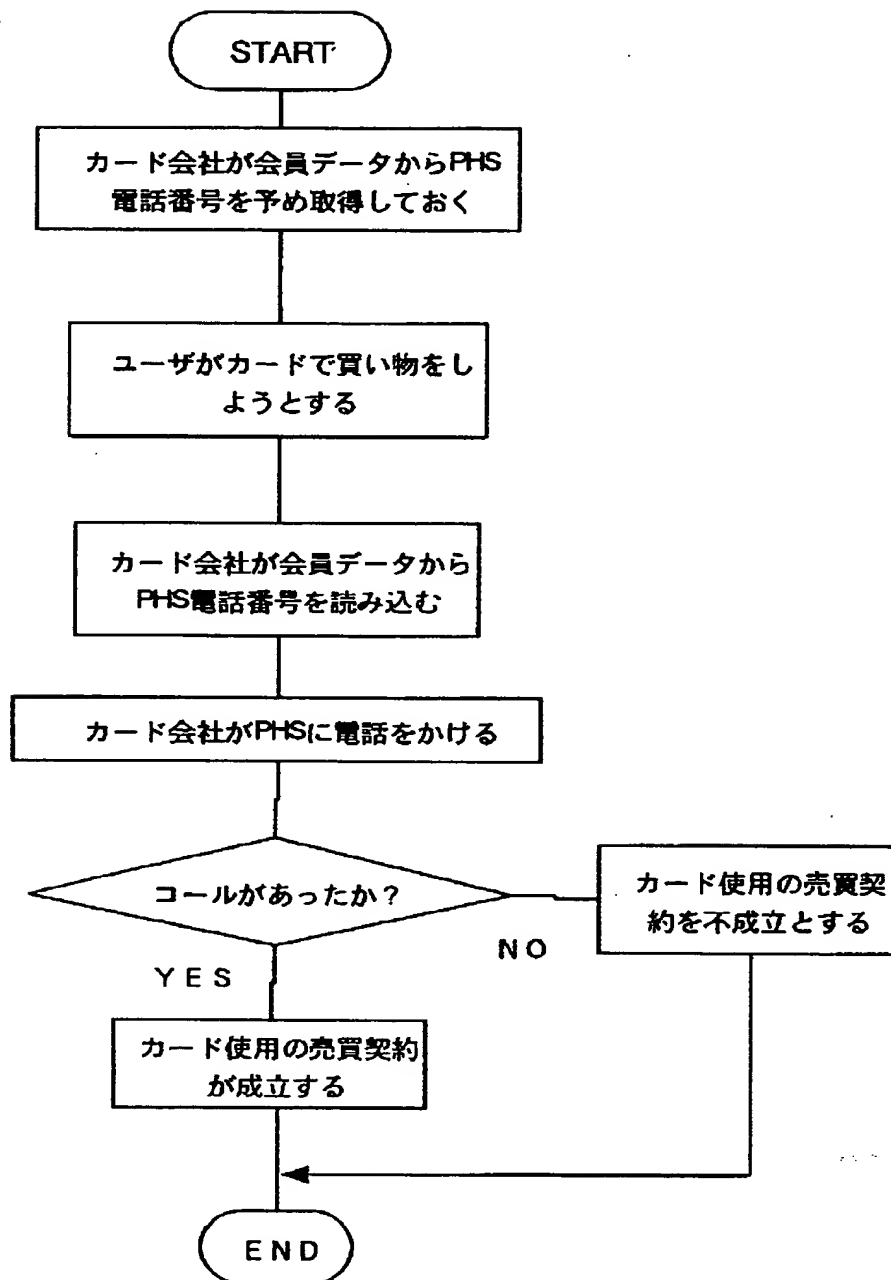 START
カード会社が会員データからPHS
電話番号を予め取得しておく
ユーザがカードで買い物をし
ようとする
カード会社が会員データから
PHS電話番号を読み込む
カード会社がPHSに電話をかける
コールがあったか?
NO
カード使用の売買契
約を不成立とする
YES
カード使用の売買契約
が成立する
END